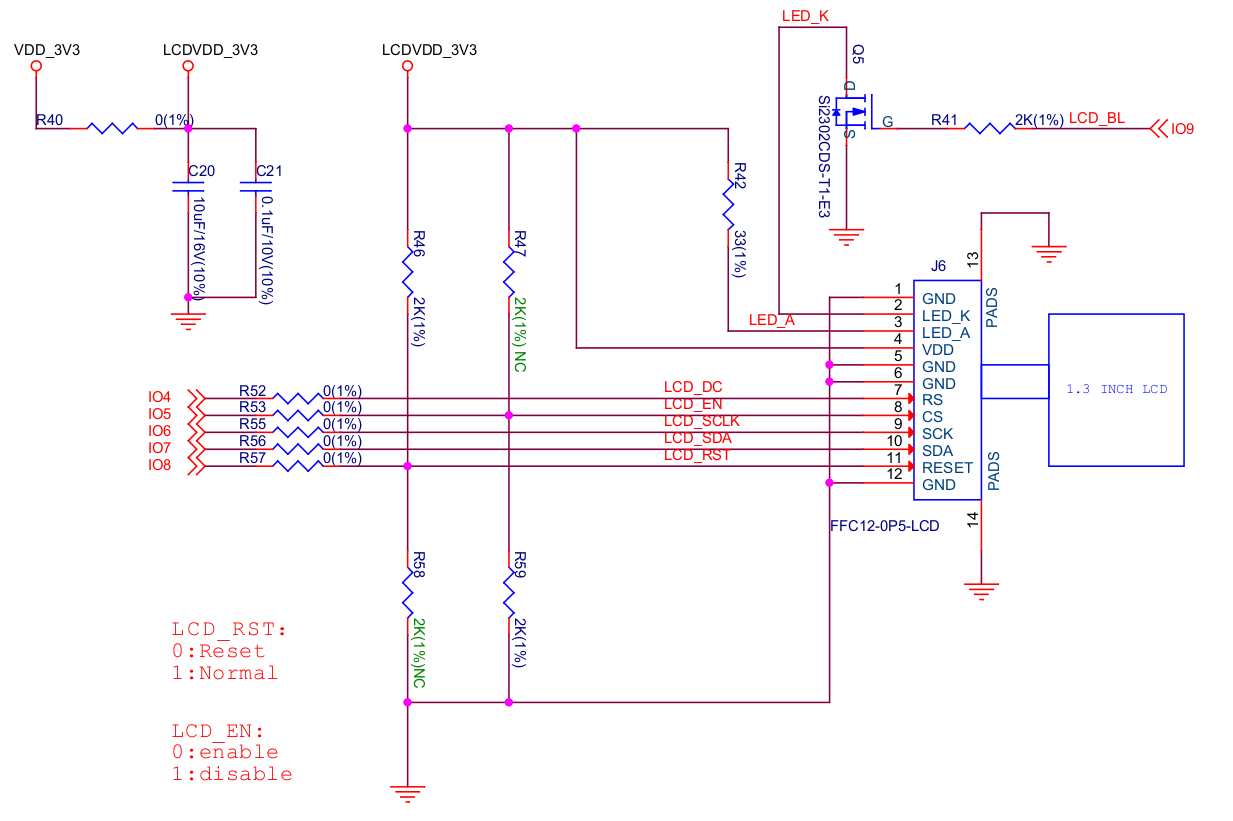 LED_K
VDD_3V3
LCDVDD_3V3
LCDVDD_3V3
Q5
D
G
S
Si2302CDS-T1-E3
R40
0(1%)
R41
2K(1%)
LCD_BL
IO9
C20
10uF/16V(10%)
C21
0.1uF/10V(10%)
R42
33(1%)
R46
2K(1%)
R47
2K(1%) NC
J6
13
PADS
LED_A
1
GND
2
LED_K
3
LED_A
4
VDD
5
GND
6
GND
7
RS
8
CS
9
SCK
10
SDA
11
RESET
12
GND
1.3 INCH LCD
IO4
R52
0(1%)
LCD_DC
IO5
R53
0(1%)
LCD_EN
IO6
R55
0(1%)
LCD_SCLK
IO7
R56
0(1%)
LCD_SDA
IO8
R57
0(1%)
LCD_RST
PADS
14
FFC12-0P5-LCD
R58
2K(1%)NC
R59
2K(1%)
LCD_RST:
0:Reset
1:Normal
LCD_EN:
0:enable
1:disable